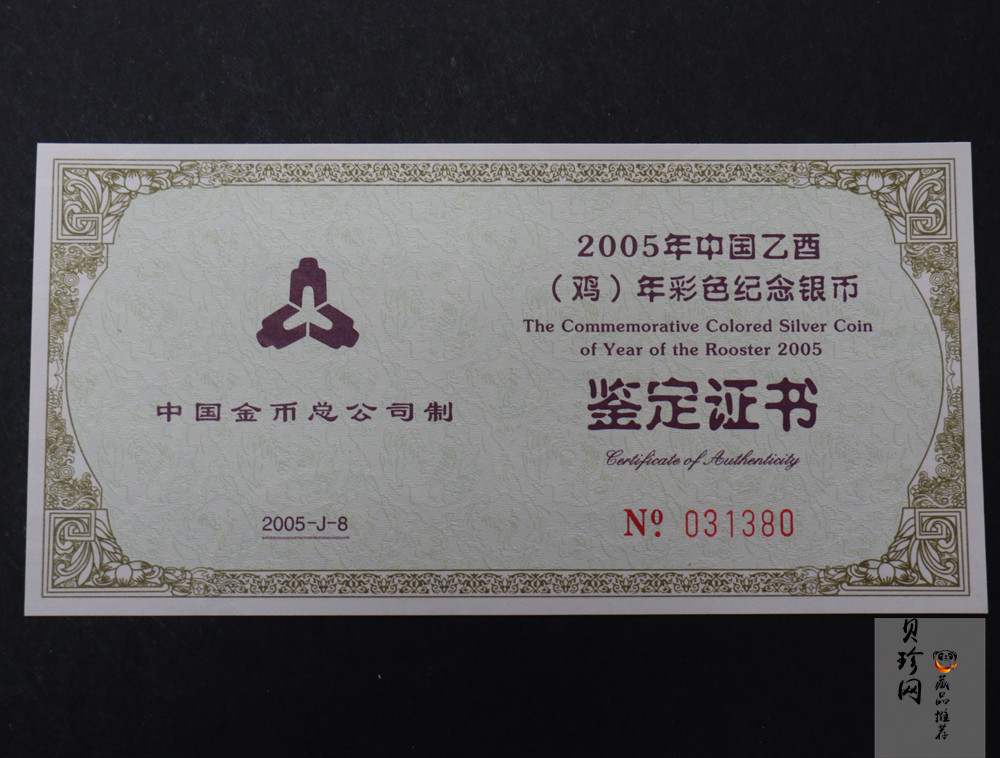 2005年中国乙酉
（鸡）年彩色纪念银币
The Commemorative Colored Silver Coin
of Year of the Rooster 2005
鉴定证书
Certificate of Authenticity
Nº 031380
中国金币总公司制
2005-J-8
贝珍网
藏品推荐